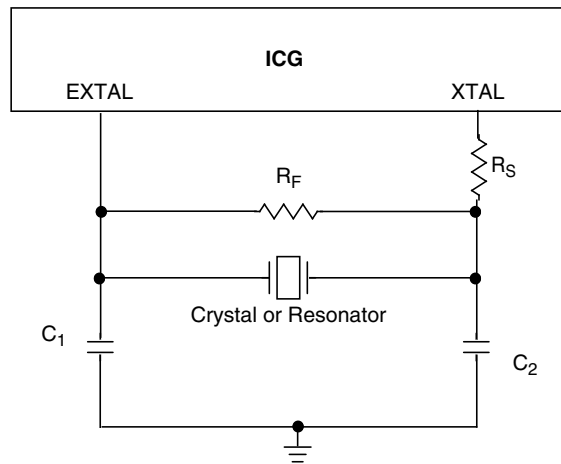 ICG
EXTAL XTAL
R_F
R_S
Crystal or Resonator
C_1
C_2